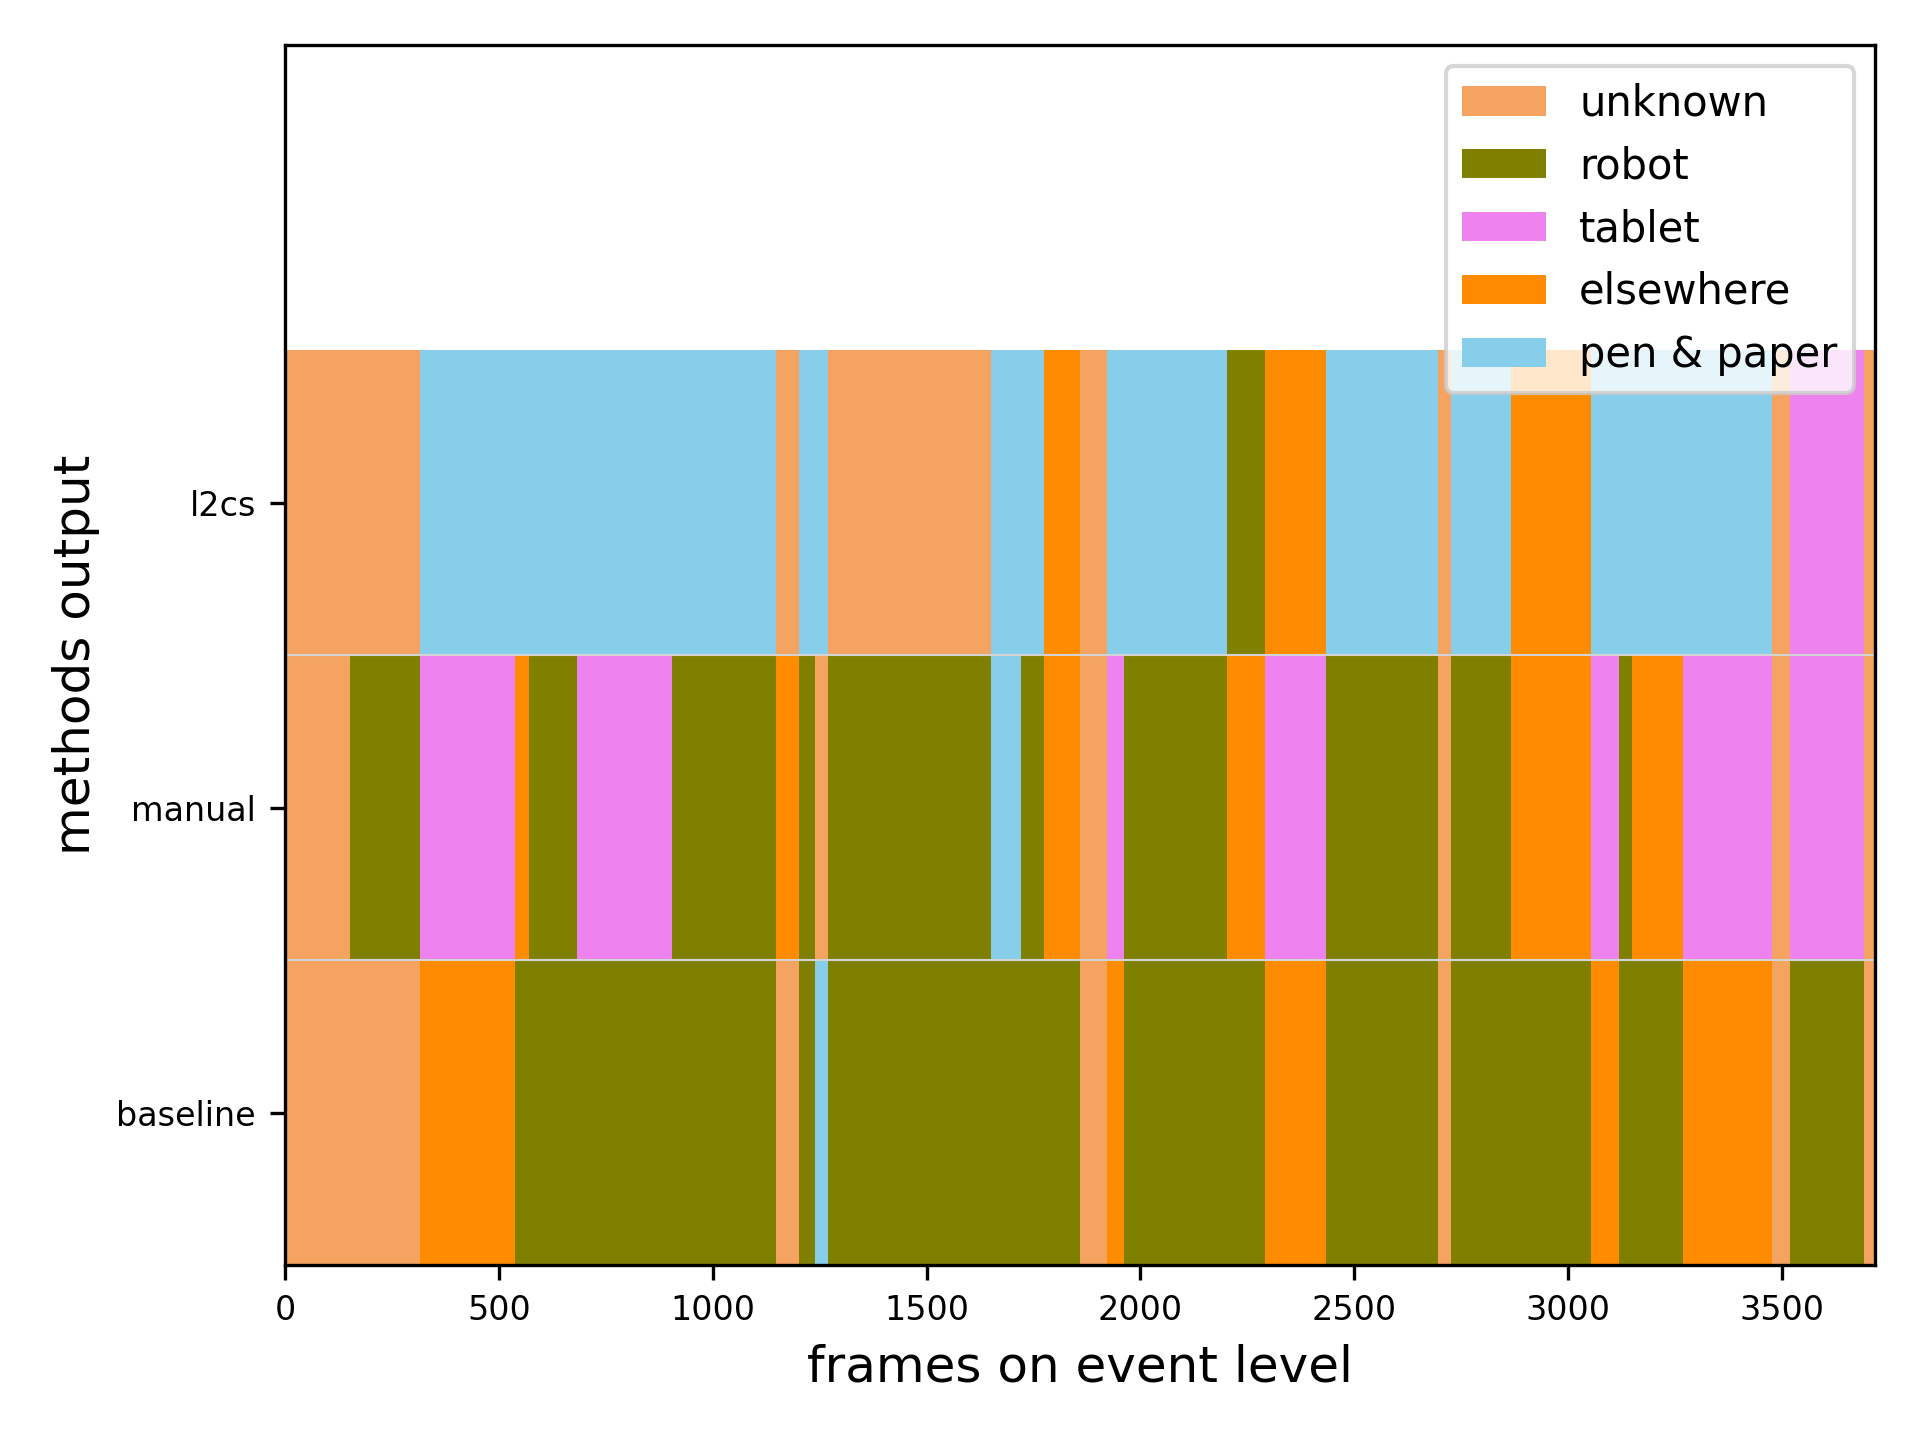 unknown
robot
tablet
elsewhere
pen & paper
methods output
l2cs
manual
baseline
0 500 1000 1500 2000 2500 3000 3500
frames on event level